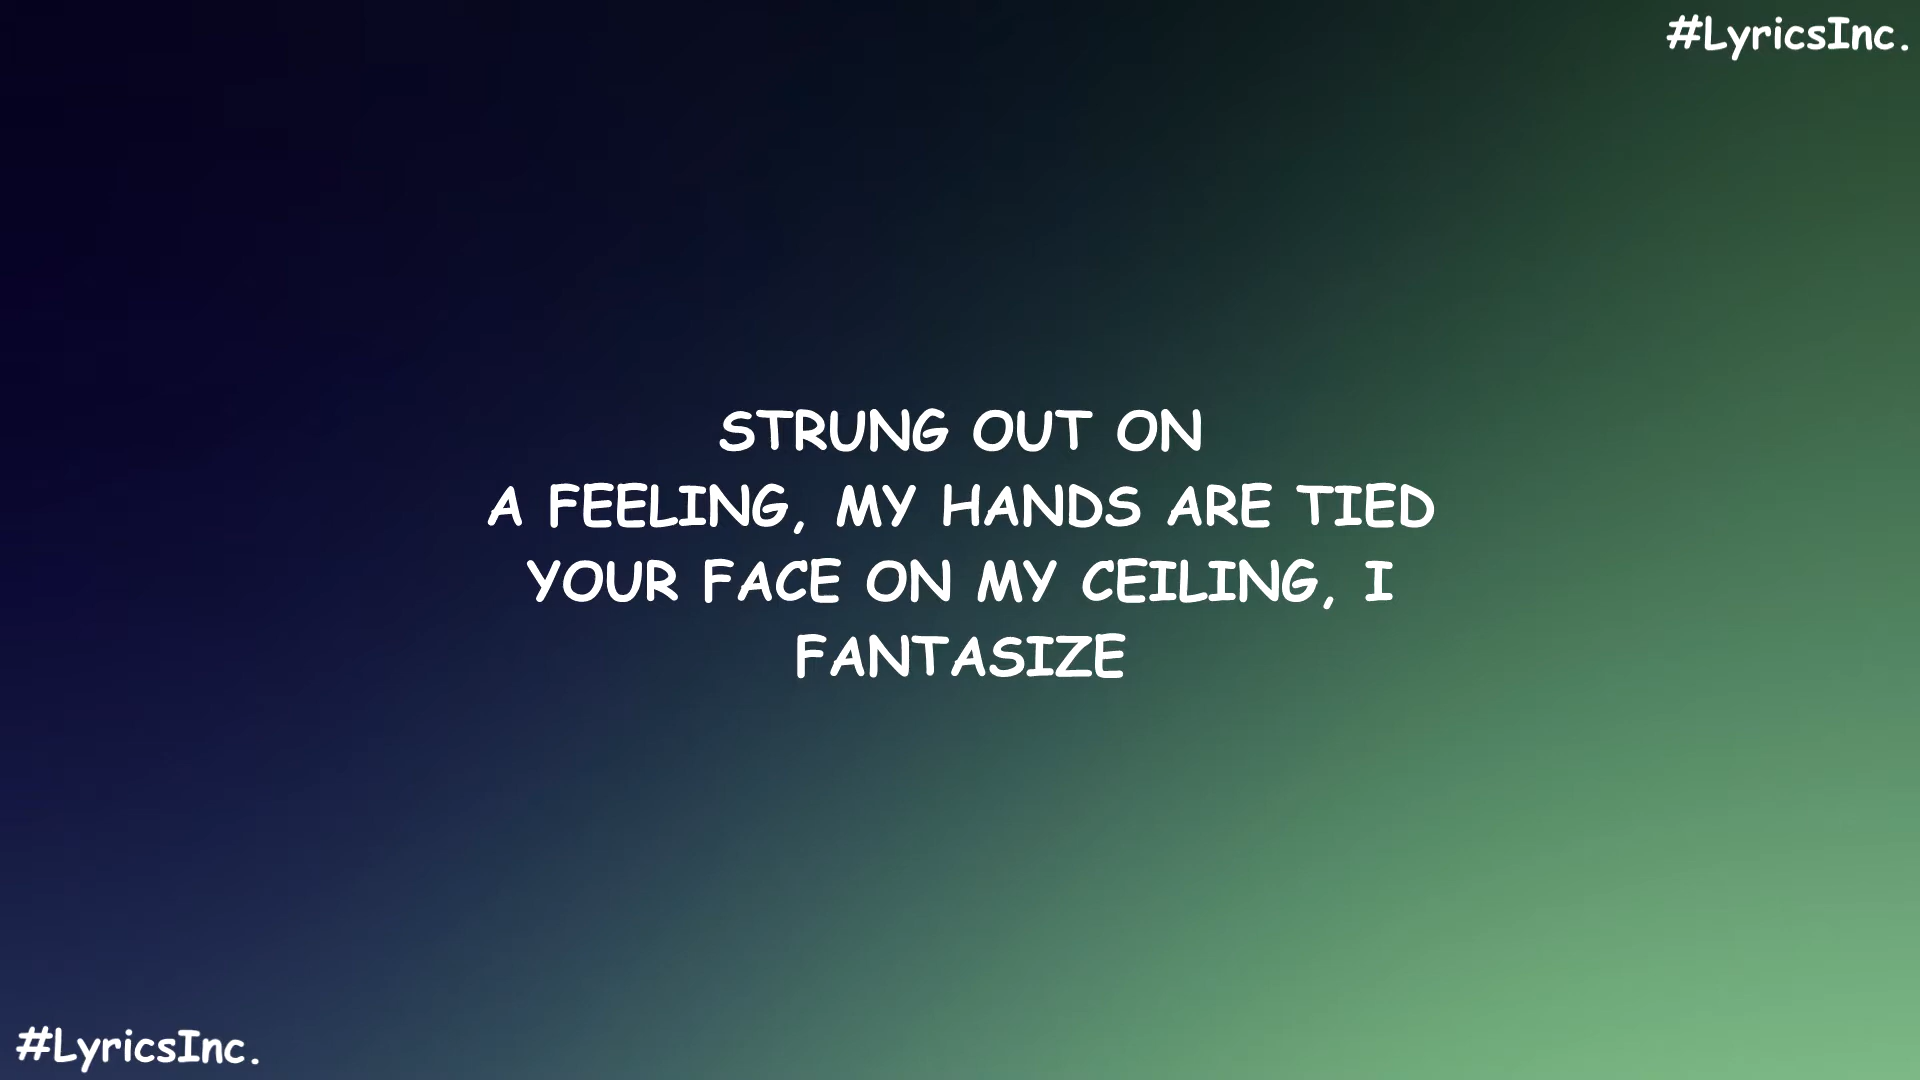 #LyricsInc.
STRUNG OUT ON
A FEELING, MY HANDS ARE TIED
YOUR FACE ON MY CEILING, I
FANTASIZE
#LyricsInc.